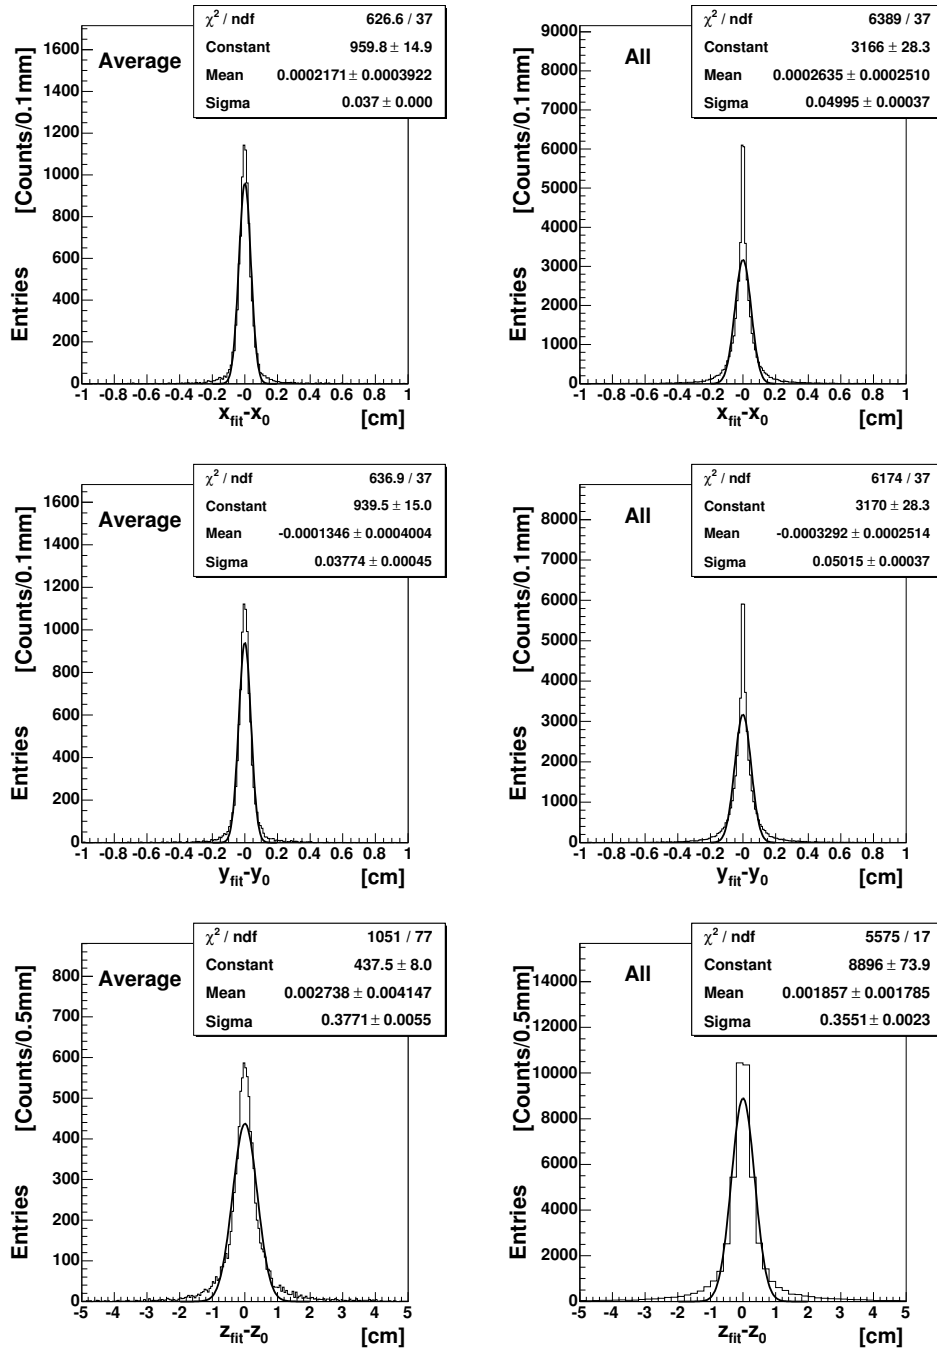 χ² / ndf 626.6 / 37
Constant 959.8 ± 14.9
Mean 0.0002171 ± 0.0003922
Sigma 0.037 ± 0.000
Average
Entries [Counts/0.1mm]
1600
1400
1200
1000
800
600
400
200
0
-1 -0.8 -0.6 -0.4 -0.2 -0 0.2 0.4 0.6 0.8 1
x_fit-x_0 [cm]
χ² / ndf 6389 / 37
Constant 3166 ± 28.3
Mean 0.0002635 ± 0.0002510
Sigma 0.04995 ± 0.00037
All
Entries [Counts/0.1mm]
9000
8000
7000
6000
5000
4000
3000
2000
1000
0
-1 -0.8 -0.6 -0.4 -0.2 -0 0.2 0.4 0.6 0.8 1
x_fit-x_0 [cm]
χ² / ndf 636.9 / 37
Constant 939.5 ± 15.0
Mean -0.0001346 ± 0.0004004
Sigma 0.03774 ± 0.00045
Average
Entries [Counts/0.1mm]
1600
1400
1200
1000
800
600
400
200
0
-1 -0.8 -0.6 -0.4 -0.2 -0 0.2 0.4 0.6 0.8 1
y_fit-y_0 [cm]
χ² / ndf 6174 / 37
Constant 3170 ± 28.3
Mean -0.0003292 ± 0.0002514
Sigma 0.05015 ± 0.00037
All
Entries [Counts/0.1mm]
8000
7000
6000
5000
4000
3000
2000
1000
0
-1 -0.8 -0.6 -0.4 -0.2 -0 0.2 0.4 0.6 0.8 1
y_fit-y_0 [cm]
χ² / ndf 1051 / 77
Constant 437.5 ± 8.0
Mean 0.002738 ± 0.004147
Sigma 0.3771 ± 0.0055
Average
Entries [Counts/0.5mm]
800
700
600
500
400
300
200
100
0
-5 -4 -3 -2 -1 0 1 2 3 4 5
z_fit-z_0 [cm]
χ² / ndf 5575 / 17
Constant 8896 ± 73.9
Mean 0.001857 ± 0.001785
Sigma 0.3551 ± 0.0023
All
Entries [Counts/0.5mm]
14000
12000
10000
8000
6000
4000
2000
0
-5 -4 -3 -2 -1 0 1 2 3 4 5
z_fit-z_0 [cm]